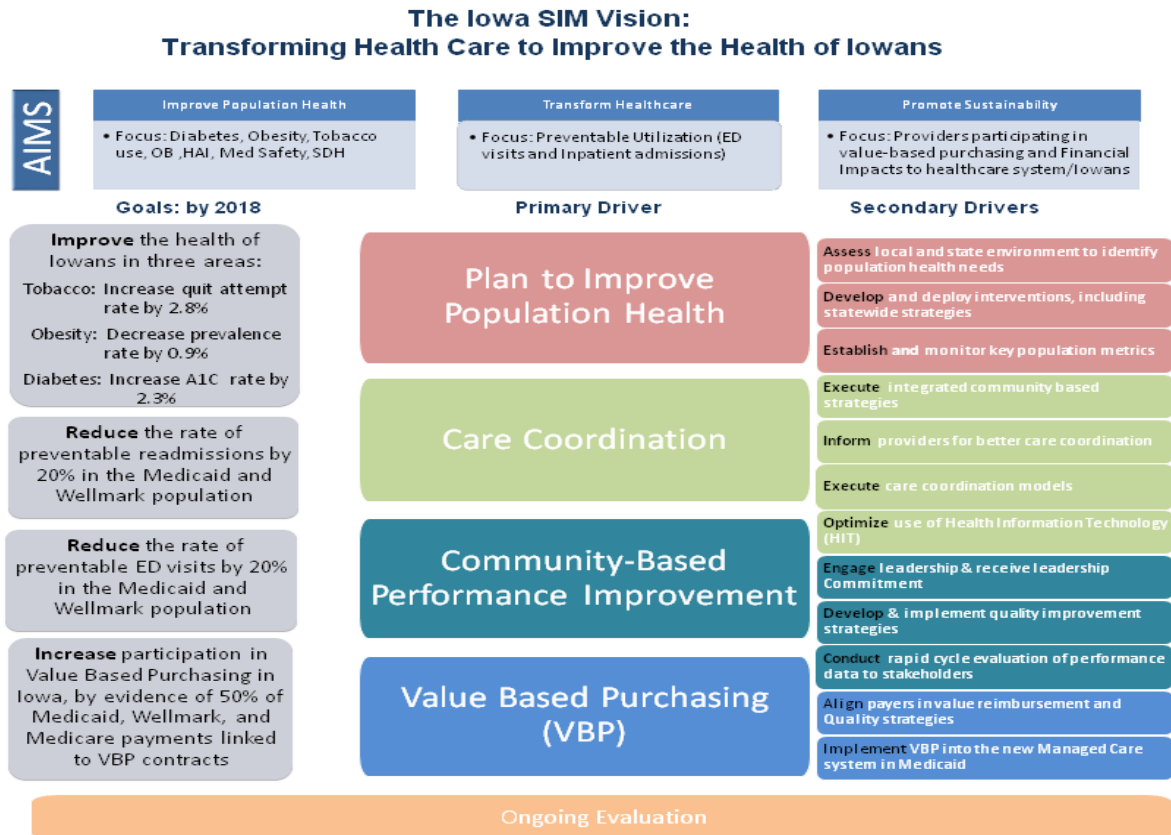 The Iowa SIM Vision:
Transforming Health Care to Improve the Health of Iowans
AIMS
Improve Population Health
• Focus: Diabetes, Obesity, Tobacco
use, OB ,HAI, Med Safety, SDH
Transform Healthcare
• Focus: Preventable Utilization (ED
visits and Inpatient admissions)
Promote Sustainability
• Focus: Providers participating in
value-based purchasing and Financial
Impacts to healthcare system/Iowans
Goals: by 2018
Primary Driver
Secondary Drivers
Improve the health of
Iowans in three areas:
Tobacco: Increase quit attempt
rate by 2.8%
Obesity: Decrease prevalence
rate by 0.9%
Diabetes: Increase A1C rate by
2.3%
Reduce the rate of
preventable readmissions by
20% in the Medicaid and
Wellmark population
Reduce the rate of
preventable ED visits by 20%
in the Medicaid and
Wellmark population
Increase participation in
Value Based Purchasing in
Iowa, by evidence of 50% of
Medicaid, Wellmark, and
Medicare payments linked
to VBP contracts
Plan to Improve
Population Health
Care Coordination
Community-Based
Performance Improvement
Value Based Purchasing
(VBP)
Assess local and state environment to identify
population health needs
Develop and deploy interventions, including
statewide strategies
Establish and monitor key population metrics
Execute integrated community based
strategies
Inform providers for better care coordination
Execute care coordination models
Optimize use of Health Information Technology
(HIT)
Engage leadership & receive leadership
Commitment
Develop & implement quality improvement
strategies
Conduct rapid cycle evaluation of performance
data to stakeholders
Align payers in value reimbursement and
Quality strategies
Implement VBP into the new Managed Care
system in Medicaid
Ongoing Evaluation